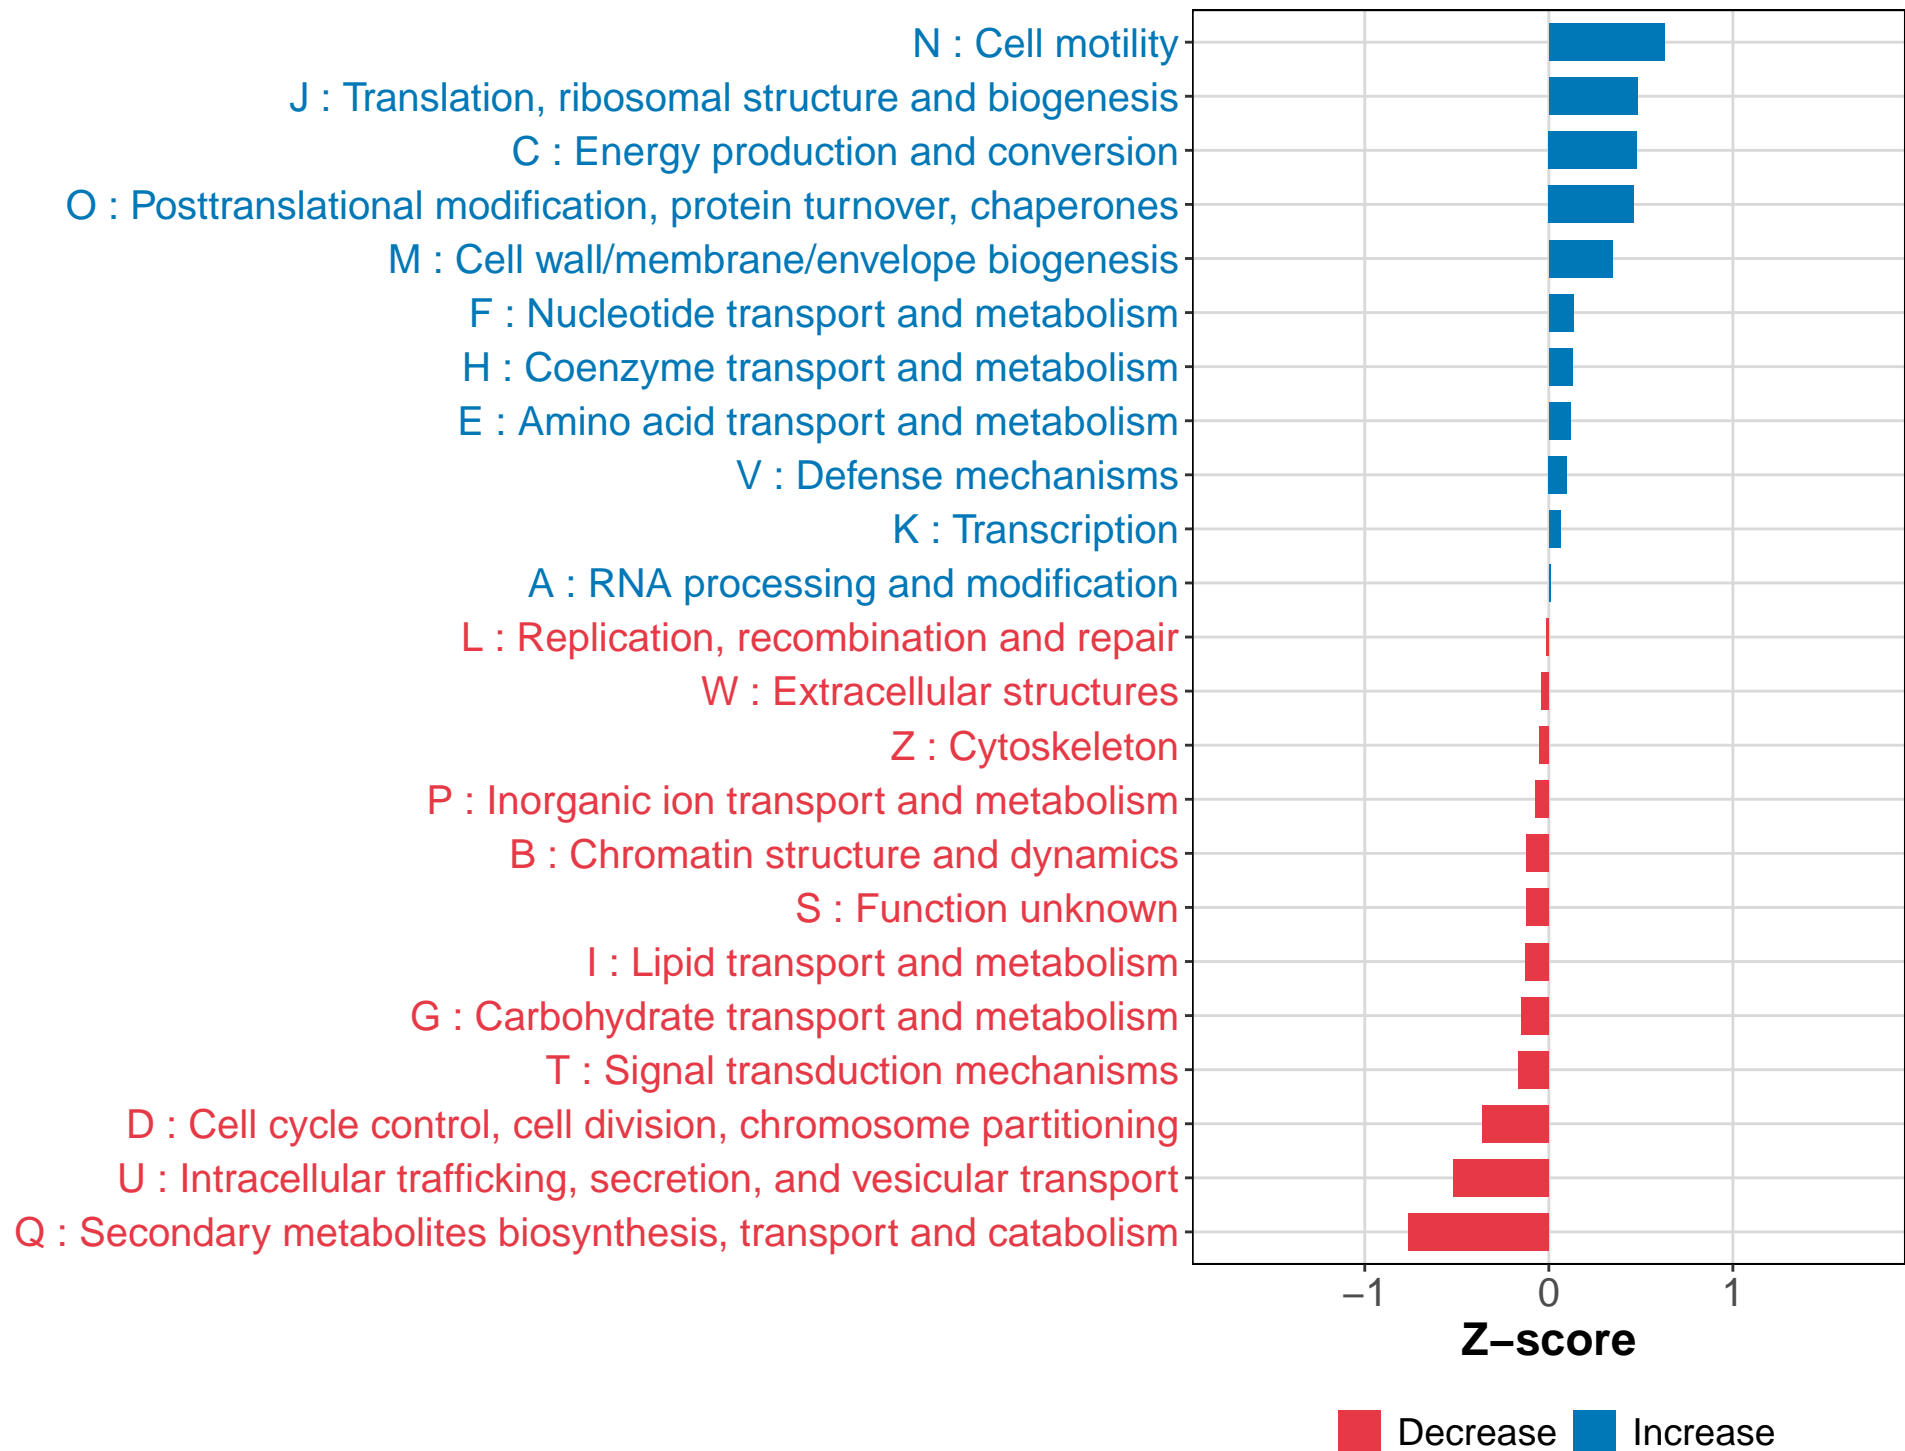 N : Cell motility
J : Translation, ribosomal structure and biogenesis
C : Energy production and conversion
O : Posttranslational modification, protein turnover, chaperones
M : Cell wall/membrane/envelope biogenesis
F : Nucleotide transport and metabolism
H : Coenzyme transport and metabolism
E : Amino acid transport and metabolism
V : Defense mechanisms
K : Transcription
A : RNA processing and modification
L : Replication, recombination and repair
W : Extracellular structures
Z : Cytoskeleton
P : Inorganic ion transport and metabolism
B : Chromatin structure and dynamics
S : Function unknown
I : Lipid transport and metabolism
G : Carbohydrate transport and metabolism
T : Signal transduction mechanisms
D : Cell cycle control, cell division, chromosome partitioning
U : Intracellular trafficking, secretion, and vesicular transport
Q : Secondary metabolites biosynthesis, transport and catabolism
−1 0 1
Z−score
Decrease Increase